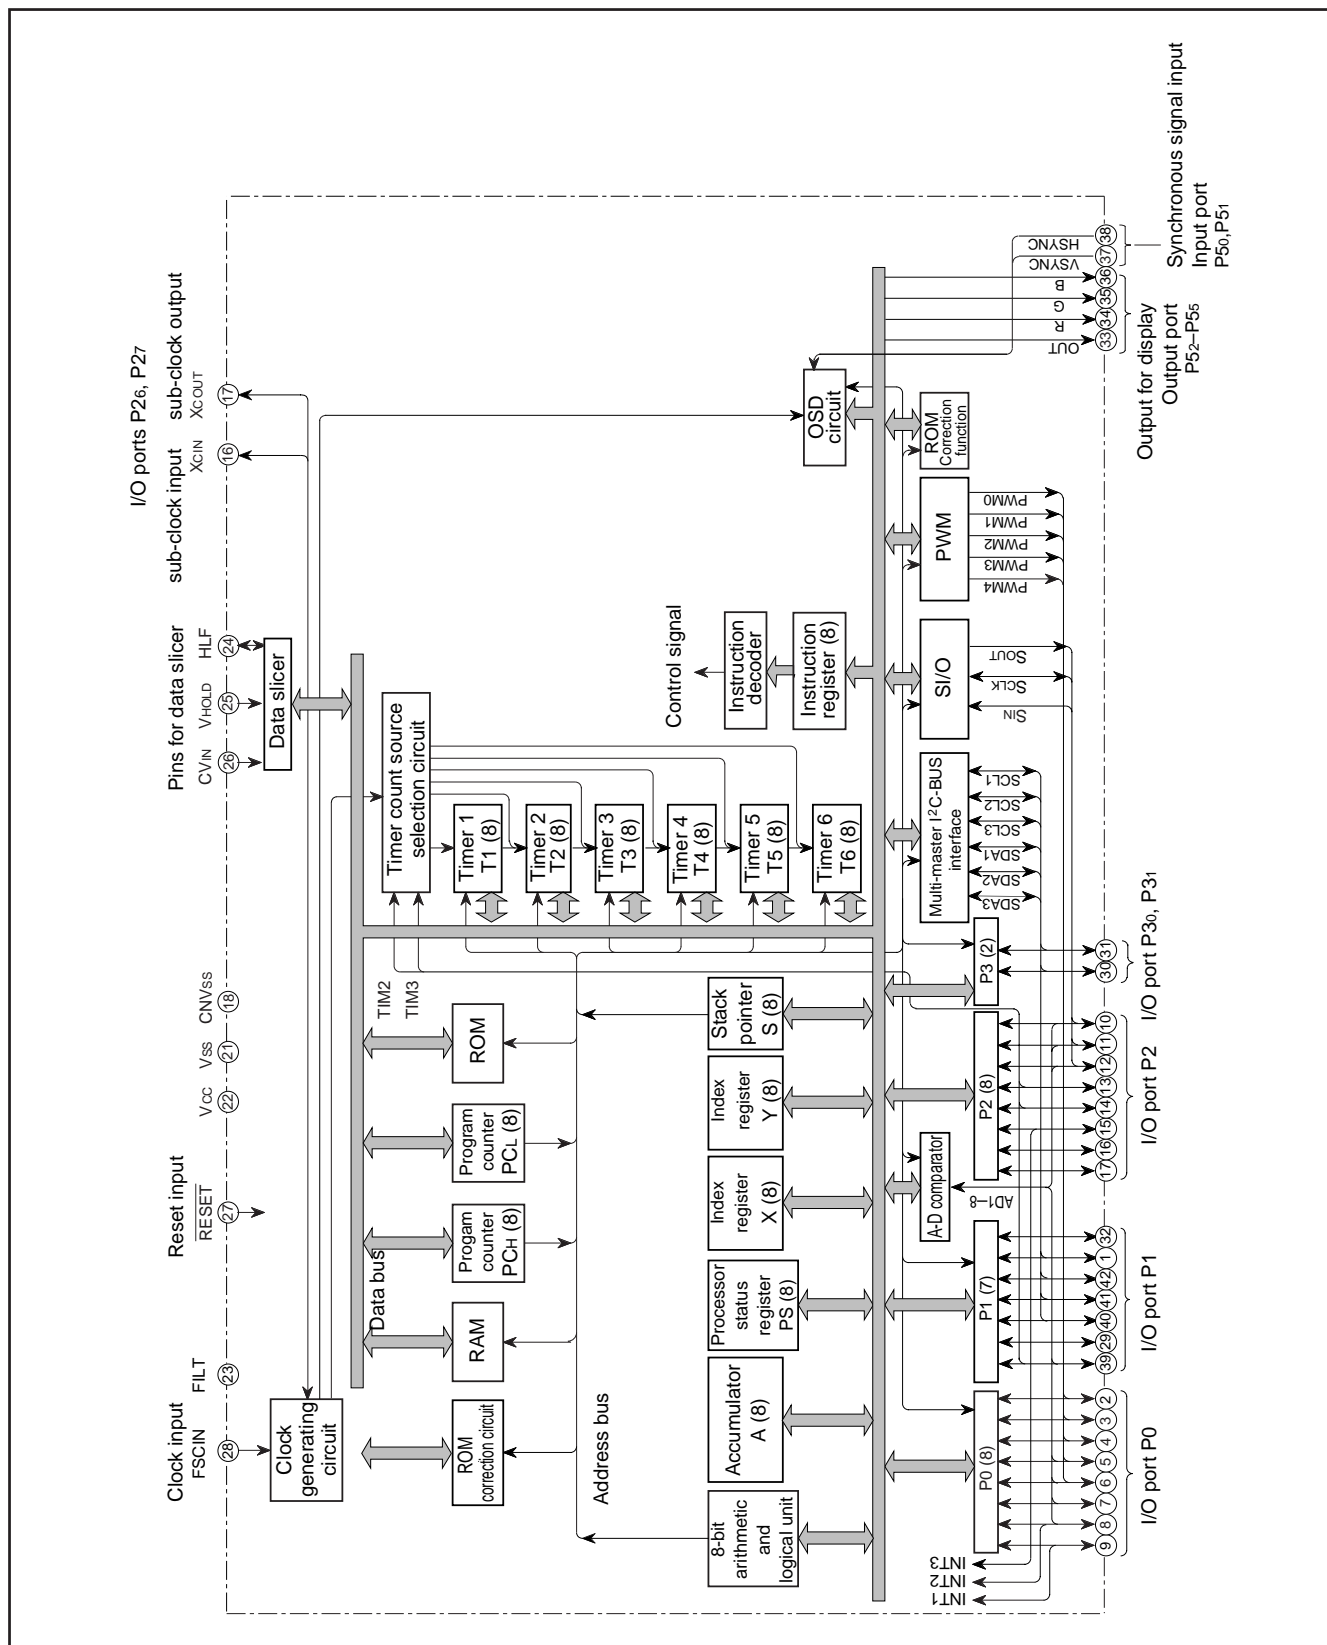 Clock input
FSCIN
28
FILT
23
Reset input
RESET
27
VCC
22
VSS
21
CNVSS
18
Pins for data slicer
CVIN
VHOLD
HLF
26
25
24
I/O ports P26, P27
sub-clock input
sub-clock output
XCIN
XCOUT
16
17
Clock
generating
circuit
Data slicer
Data bus
TIM2
TIM3
Timer count source
selection circuit
ROM
correction circuit
RAM
Progam
counter
PCH (8)
Program
counter
PCL (8)
ROM
Timer 1
T1 (8)
Timer 2
T2 (8)
Timer 3
T3 (8)
Timer 4
T4 (8)
Timer 5
T5 (8)
Timer 6
T6 (8)
Address bus
Control signal
8-bit
arithmetic
and
logical unit
Accumulator
A (8)
Processor
status
register
PS (8)
Index
register
X (8)
Index
register
Y (8)
Stack
pointer
S (8)
Instruction
decoder
Instruction
register (8)
OSD
circuit
A-D comparator
Multi-master I²C-BUS
interface
SI/O
PWM
ROM
Correction
function
INT1
INT2
INT3
P0 (8)
P1 (7)
P2 (8)
P3 (2)
AD1–8
SDA3
SDA2
SDA1
SCL3
SCL2
SCL1
SIN
SCLK
SOUT
PWM4
PWM3
PWM2
PWM1
PWM0
OUT
R
G
B
VSYNC
HSYNC
9
8
7
6
5
4
3
2
39
29
40
41
42
1
32
17
16
15
14
13
12
11
10
30
31
33
34
35
36
37
38
I/O port P0
I/O port P1
I/O port P2
I/O port P30, P31
Output for display
Output port
P52–P55
Synchronous signal input
Input port
P50,P51